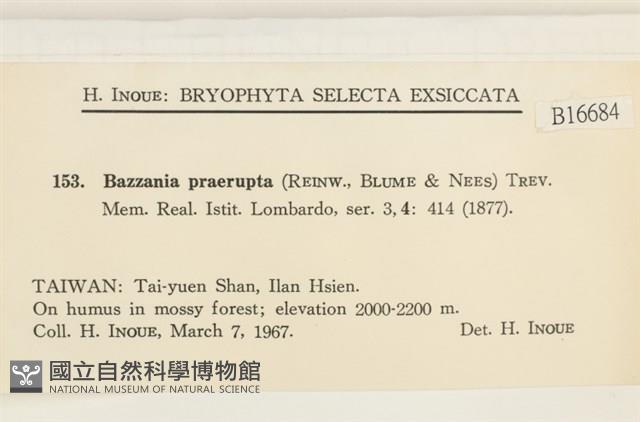 H. INOUE: BRYOPHYTA SELECTA EXSICCATA
B16684
153. Bazzania praerupta (REINW., BLUME & NEES) TREV.
Mem. Real. Istit. Lombardo, ser. 3, 4: 414 (1877).
TAIWAN: Tai-yuen Shan, Ilan Hsien.
On humus in mossy forest; elevation 2000-2200 m.
Coll. H. INOUE, March 7, 1967. Det. H. INOUE
國立自然科學博物館
NATIONAL MUSEUM OF NATURAL SCIENCE